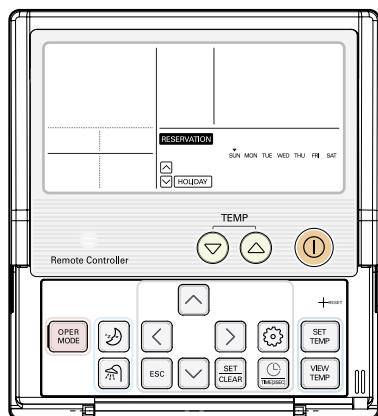 RESERVATION
SUN MON TUE WED THU FRI SAT
HOLIDAY
TEMP
Remote Controller
RESET
OPER MODE
SET TEMP
ESC
SET CLEAR
TIME[3SEC]
VIEW TEMP